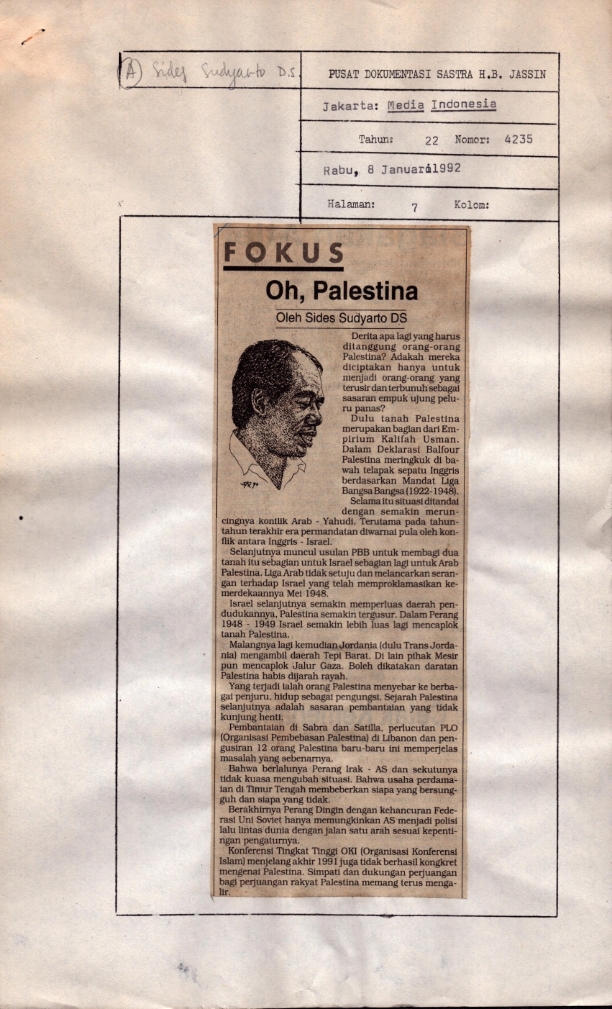 (A) Sides Sudyarto D.S.
PUSAT DOKUMENTASI SASTRA H.B. JASSIN
Jakarta: Media Indonesia
Tahun: 22 Nomor: 4235
Rabu, 8 Januari1992
Halaman: 7 Kolom:
FOKUS
Oh, Palestina
Oleh Sides Sudyarto DS
Derita apa lagi yang harus
ditanggung orang-orang
Palestina? Adakah mereka
diciptakan hanya untuk
menjadi orang-orang yang
terusir dan terbunuh sebagai
sasaran empuk ujung pelu-
ru panas?
Dulu tanah Palestina
merupakan bagian dari Em-
pirium Kalifah Usman.
Dalam Deklarasi Balfour
Palestina meringkuk di ba-
wah telapak sepatu Inggris
berdasarkan Mandat Liga
Bangsa Bangsa (1922-1948).
Selama itu situasi ditandai
dengan semakin merun-
cingnya konflik Arab - Yahudi. Terutama pada tahun-
tahun terakhir era permandatan diwarnai pula oleh kon-
flik antara Inggris - Israel.
Selanjutnya muncul usulan PBB untuk membagi dua
tanah itu sebagian untuk Israel sebagian lagi untuk Arab
Palestina. Liga Arab tidak setuju dan melancarkan seran-
gan terhadap Israel yang telah memproklamasikan ke-
merdekaannya Mei 1948.
Israel selanjutnya semakin memperluas daerah pen-
dudukannya, Palestina semakin tergusur. Dalam Perang
1948 - 1949 Israel semakin lebih luas lagi mencaplok
tanah Palestina.
Malangnya lagi kemudian Jordania (dulu Trans Jorda-
nia) mengambil daerah Tepi Barat. Di lain pihak Mesir
pun mencaplok Jalur Gaza. Boleh dikatakan daratan
Palestina habis dijarah rayah.
Yang terjadi ialah orang Palestina menyebar ke berba-
gai penjuru, hidup sebagai pengungsi. Sejarah Palestina
selanjutnya adalah sasaran pembantaian yang tidak
kunjung henti.
Pembantaian di Sabra dan Satilla, perlucutan PLO
(Organisasi Pembebasan Palestina) di Libanon dan pen-
gusiran 12 orang Palestina baru-baru ini memperjelas
masalah yang sebenarnya.
Bahwa berlalunya Perang Irak - AS dan sekutunya
tidak kuasa mengubah situasi. Bahwa usaha perdama-
ian di Timur Tengah membeberkan siapa yang bersung-
guh dan siapa yang tidak.
Berakhirnya Perang Dingin dengan kehancuran Fede-
rasi Uni Soviet hanya memungkinkan AS menjadi polisi
lalu lintas dunia dengan jalan satu arah sesuai kepenti-
ngan pengaturnya.
Konferensi Tingkat Tinggi OKI (Organisasi Konferensi
Islam) menjelang akhir 1991 juga tidak berhasil kongkret
mengenai Palestina. Simpati dan dukungan perjuangan
bagi perjuangan rakyat Palestina memang terus menga-
lir.